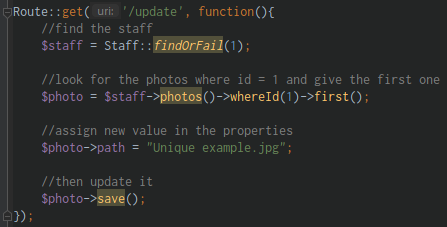 Route::get( uri: '/update', function(){
//find the staff
$staff = Staff::findOrFail(1);
//look for the photos where id = 1 and give the first one
$photo = $staff->photos()->whereId(1)->first();
//assign new value in the properties
$photo->path = "Unique example.jpg";
//then update it
$photo->save();
});